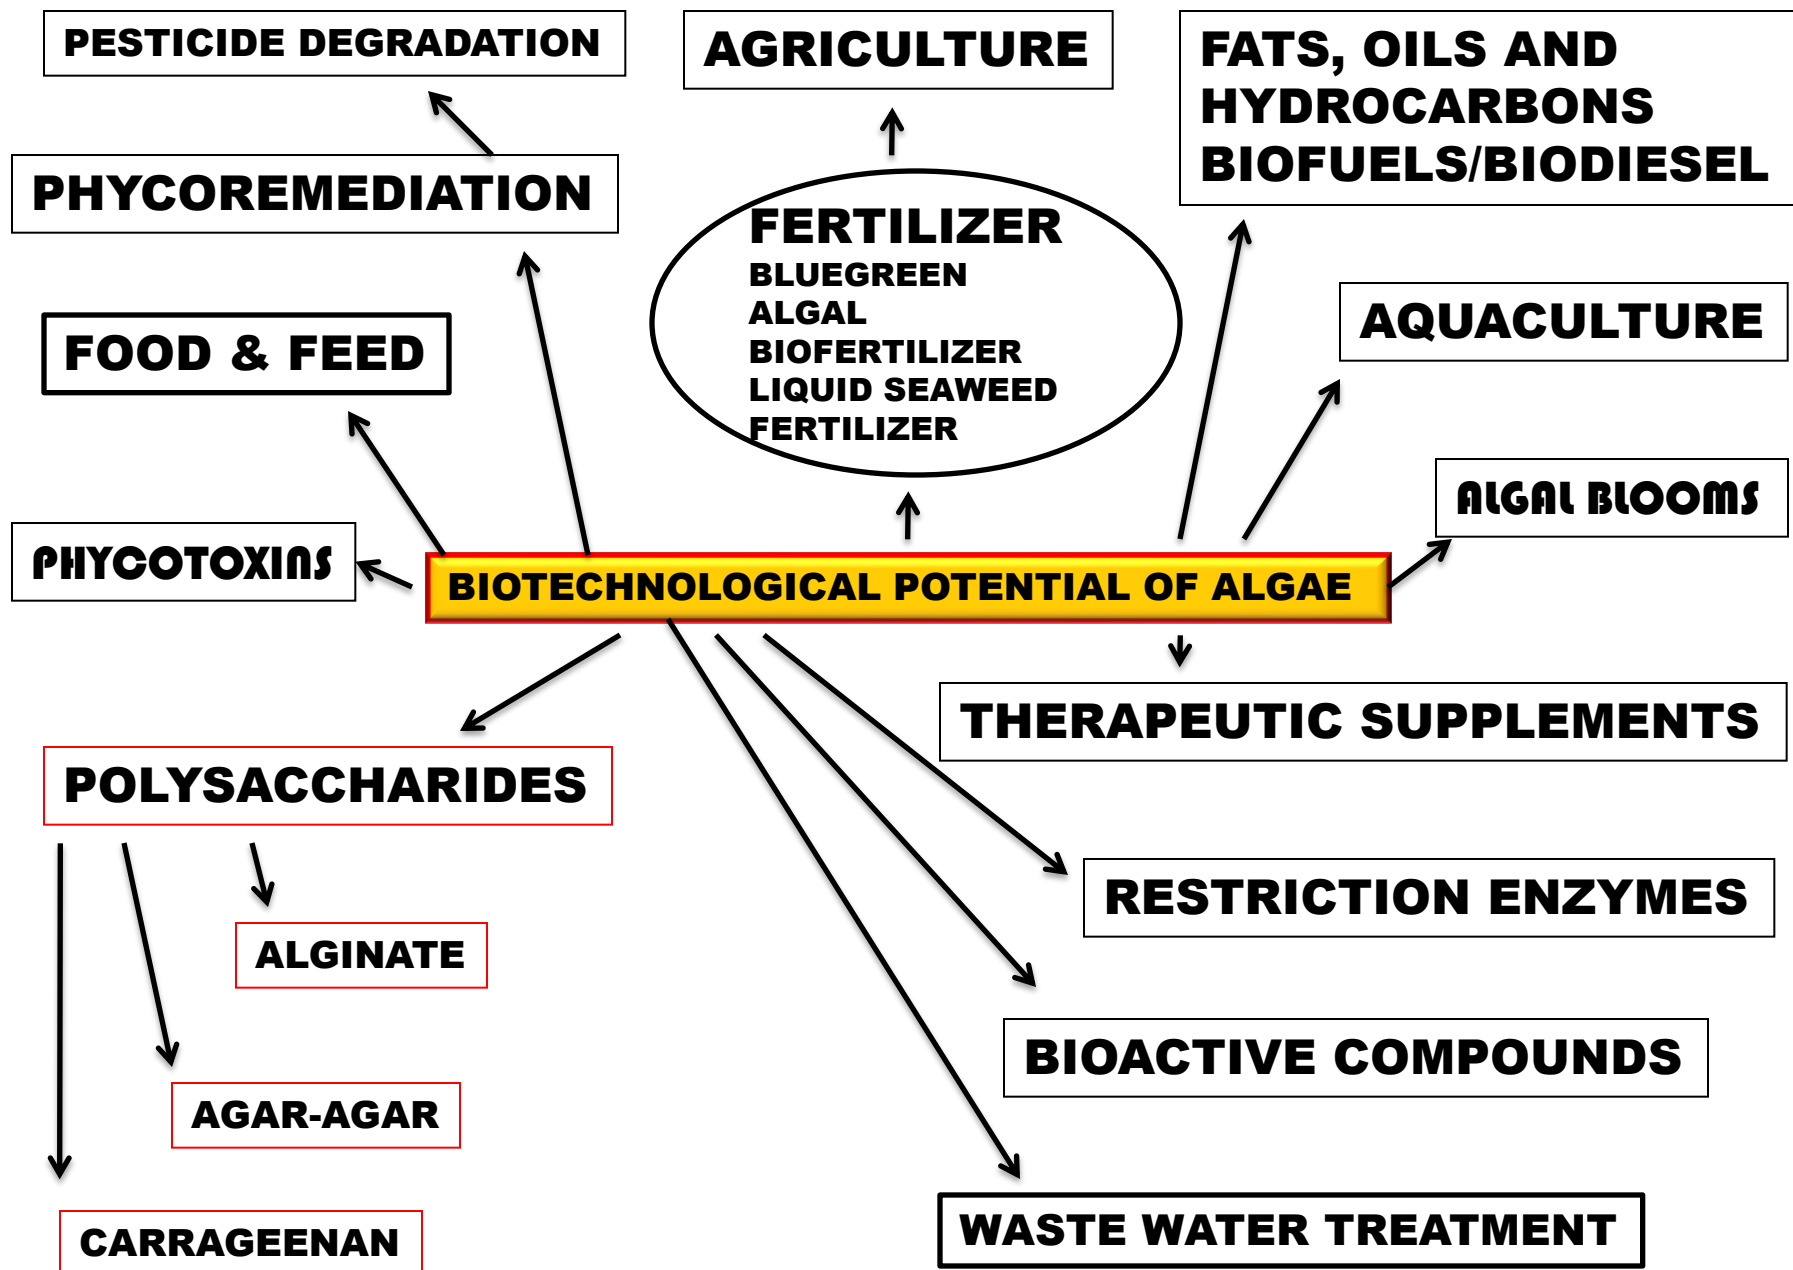 PESTICIDE DEGRADATION
AGRICULTURE
FATS, OILS AND
HYDROCARBONS
BIOFUELS/BIODIESEL
PHYCOREMEDIATION
FERTILIZER
BLUEGREEN
ALGAL
BIOFERTILIZER
LIQUID SEAWEED
FERTILIZER
FOOD & FEED
AQUACULTURE
ALGAL BLOOMS
PHYCOTOXINS
BIOTECHNOLOGICAL POTENTIAL OF ALGAE
THERAPEUTIC SUPPLEMENTS
POLYSACCHARIDES
RESTRICTION ENZYMES
ALGINATE
BIOACTIVE COMPOUNDS
AGAR-AGAR
WASTE WATER TREATMENT
CARRAGEENAN